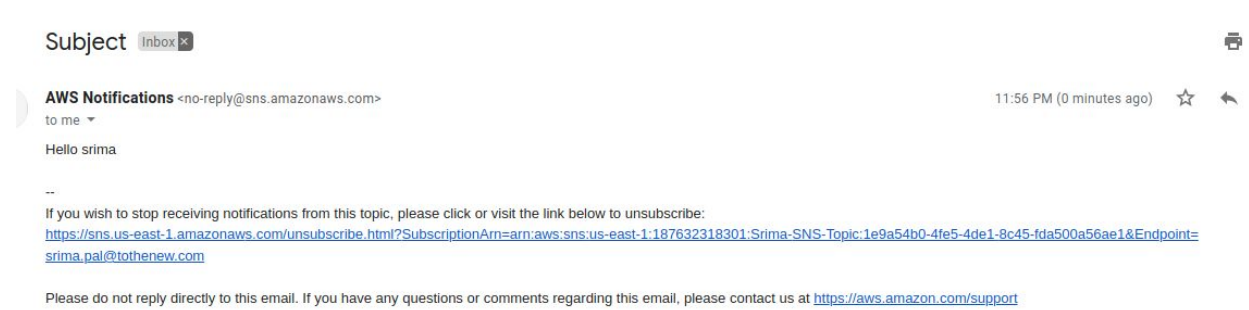 Subject Inbox x
AWS Notifications <no-reply@sns.amazonaws.com> 11:56 PM (0 minutes ago)
to me
Hello srima
--
If you wish to stop receiving notifications from this topic, please click or visit the link below to unsubscribe:
https://sns.us-east-1.amazonaws.com/unsubscribe.html?SubscriptionArn=arn:aws:sns:us-east-1:187632318301:Srima-SNS-Topic:1e9a54b0-4fe5-4de1-8c45-fda500a56ae1&Endpoint=
srima.pal@tothenew.com
Please do not reply directly to this email. If you have any questions or comments regarding this email, please contact us at https://aws.amazon.com/support